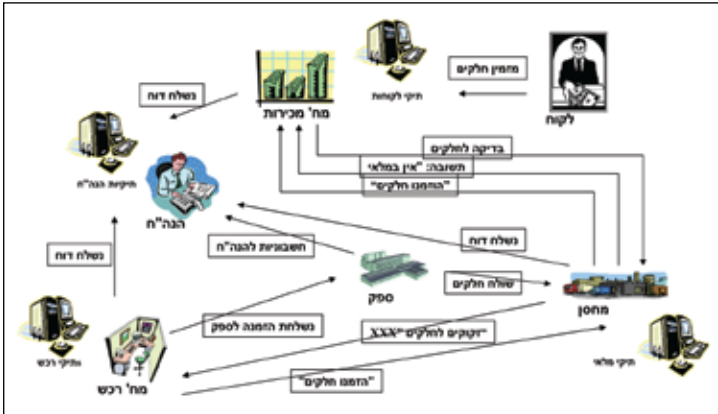 מזמין חלקים
תיקי לקוחות
לקוח
נשלח דוח
מח' מכירות
בדיקה לחלקים
תשובה: "אין במלאי
"הוזמנו חלקים"
תיקיות הנה"ח
הנה"ח
נשלח דוח
חשבוניות להנה"ח
נשלח דוח
ספק
שולח חלקים
מחסן
תיקי רכש
נשלחת הזמנה לספק
"זקוקים לחלקים XXX"
מח' רכש
"הזמנו חלקים"
תיקי מלאי